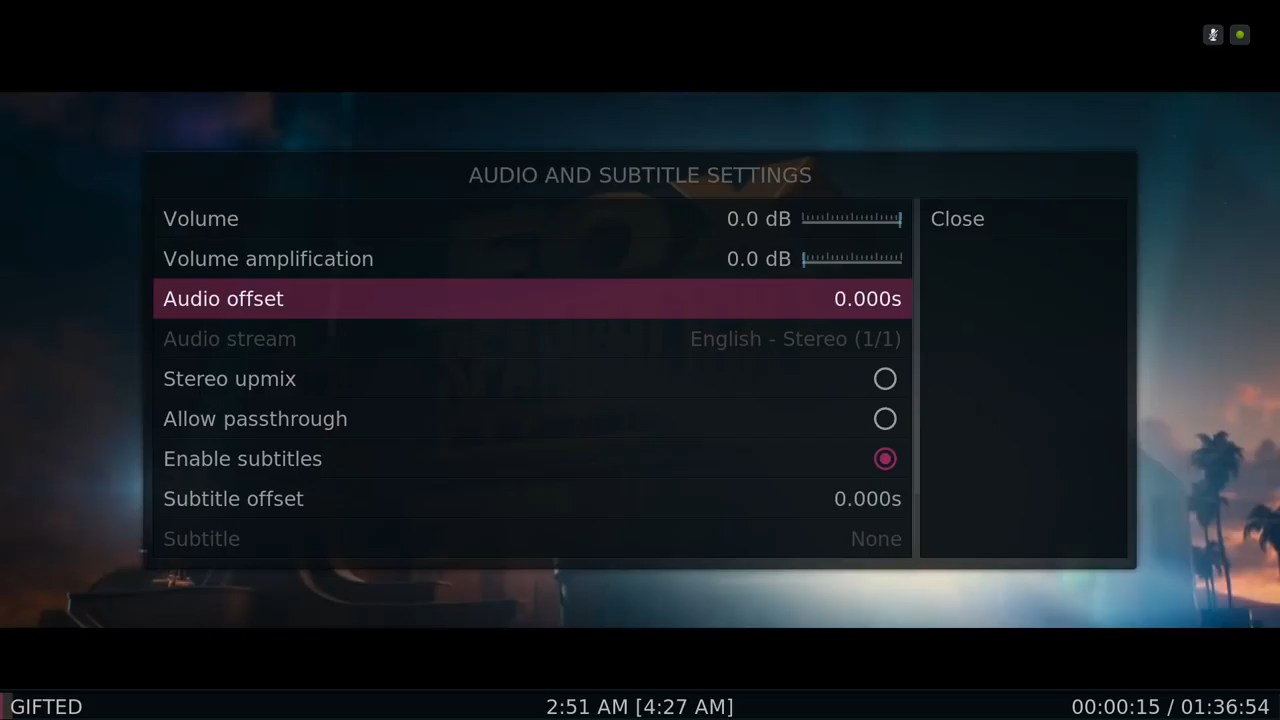 AUDIO AND SUBTITLE SETTINGS
Volume 0.0 dB
Close
Volume amplification 0.0 dB
Audio offset 0.000s
Audio stream English - Stereo (1/1)
Stereo upmix
Allow passthrough
Enable subtitles
Subtitle offset 0.000s
Subtitle None
GIFTED 2:51 AM [4:27 AM] 00:00:15 / 01:36:54